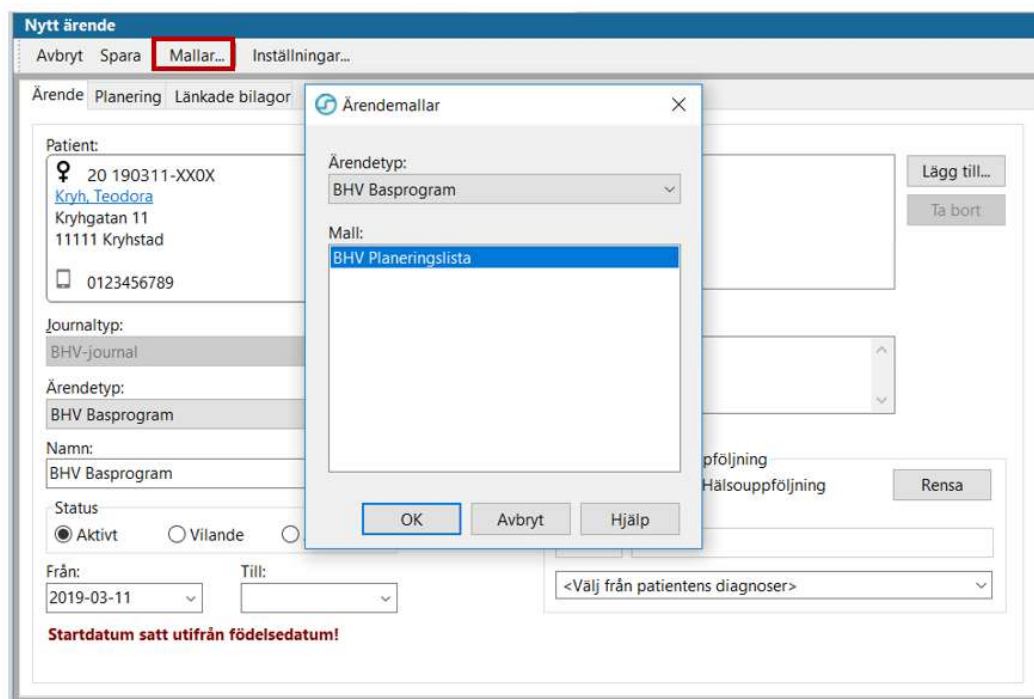 Nytt ärende
Avbryt Spara Mallar... Inställningar...
Ärende Planering Länkade bilagor
Patient:
20 190311-XX0X
Kryh, Teodora
Kryhgatan 11
11111 Kryhstad
0123456789
Journaltyp:
BHV-journal
Ärendetyp:
BHV Basprogram
Namn:
BHV Basprogram
Status
Aktivt Vilande
Från: Till:
2019-03-11
Startdatum satt utifrån födelsedatum!
Ärendemallar
Ärendetyp:
BHV Basprogram
Mall:
BHV Planeringslista
OK Avbryt Hjälp
Lägg till...
Ta bort
pföljning
Hälsouppföljning Rensa
<Välj från patientens diagnoser>